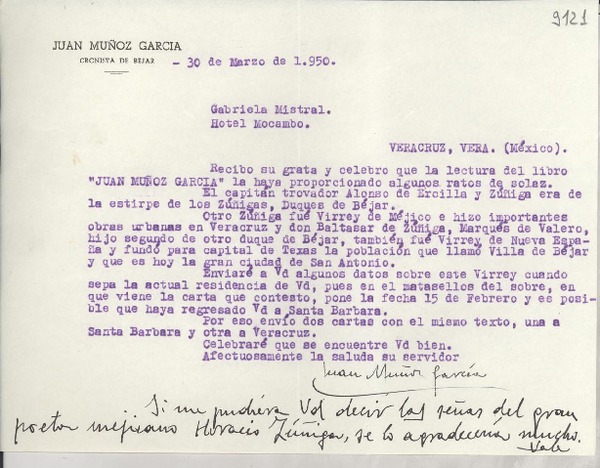 9121
JUAN MUÑOZ GARCIA
CRONISTA DE BEJAR
- 30 de Marzo de 1.950.
Gabriela Mistral.
Hotel Mocambo.
VERACRUZ, VERA. (México).
Recibo su grata y celebro que la lectura del libro
"JUAN MUÑOZ GARCIA" la haya proporcionado algunos ratos de solaz.
El capitán trovador Alonso de Ercilla y Zúñiga era de
la estirpe de los Zúñigas, Duques de Béjar.
Otro Zúñiga fué Virrey de Méjico e hizo importantes
obras urbanas en Veracruz y don Baltasar de Zúñiga, Marqués de Valero,
hijo segundo de otro duque de Béjar, también fué Virrey de Nueva Espa-
ña y fundó para capital de Texas la población que llamó Villa de Béjar
y que es hoy la gran ciudad de San Antonio.
Enviaré a Vd algunos datos sobre este Virrey cuando
sepa la actual residencia de Vd, pues en el matasellos del sobre, en
que viene la carta que contesto, pone la fecha 15 de Febrero y es posi-
ble que haya regresado Vd a Santa Barbara.
Por eso envío dos cartas con el mismo texto, una a
Santa Barbara y otra a Veracruz.
Celebraré que se encuentre Vd bien.
Afectuosamente la saluda su servidor
Juan Muñoz García
Si me pudiera Vd decir las señas del gran
poeta mejicano Horacio Zúñiga, se lo agradecería mucho.
Vale